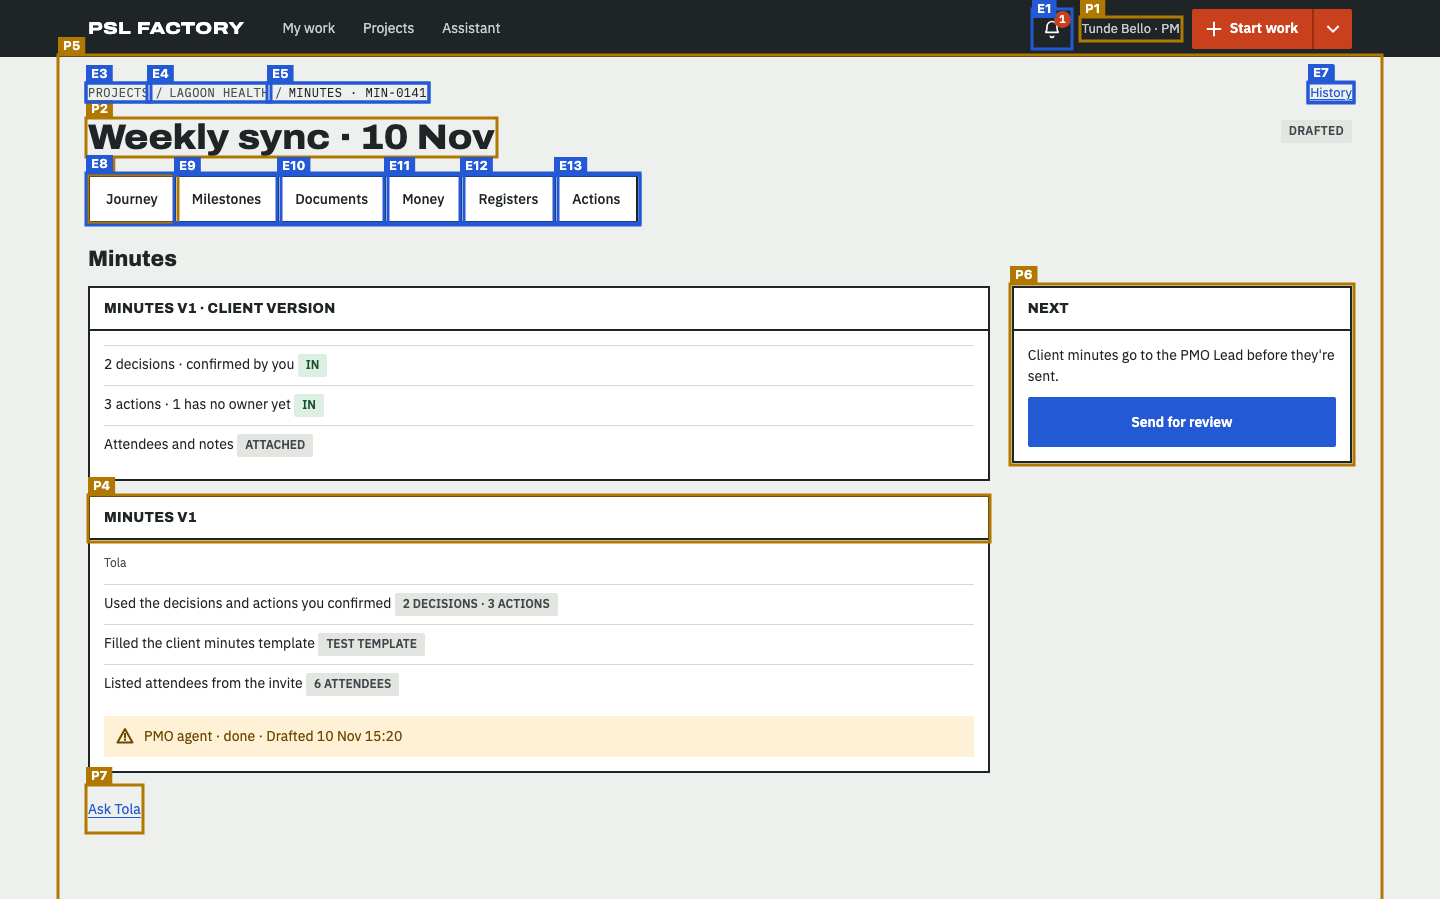 PSL FACTORY
My work
Projects
Assistant
E1
1
P1
Tunde Bello · PM
Start work
P5
E3
E4
E5
E7
PROJECTS / LAGOON HEALTH / MINUTES · MIN-0141
History
P2
Weekly sync · 10 Nov
DRAFTED
E8
E9
E10
E11
E12
E13
Journey
Milestones
Documents
Money
Registers
Actions
Minutes
P6
MINUTES V1 · CLIENT VERSION
2 decisions · confirmed by you IN
3 actions · 1 has no owner yet IN
Attendees and notes ATTACHED
NEXT
Client minutes go to the PMO Lead before they're
sent.
Send for review
P4
MINUTES V1
Tola
Used the decisions and actions you confirmed 2 DECISIONS · 3 ACTIONS
Filled the client minutes template TEST TEMPLATE
Listed attendees from the invite 6 ATTENDEES
PMO agent · done · Drafted 10 Nov 15:20
P7
Ask Tola